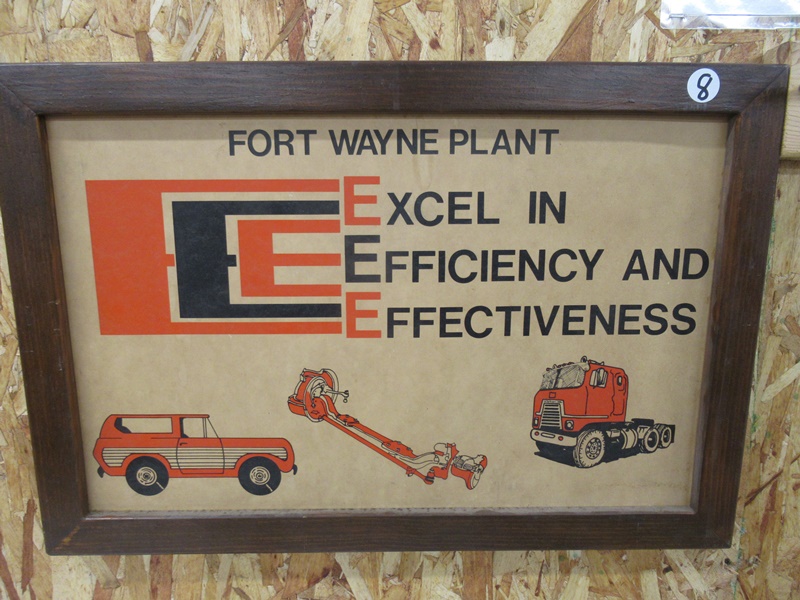 8
FORT WAYNE PLANT
EXCEL IN
EFFICIENCY AND
EFFECTIVENESS